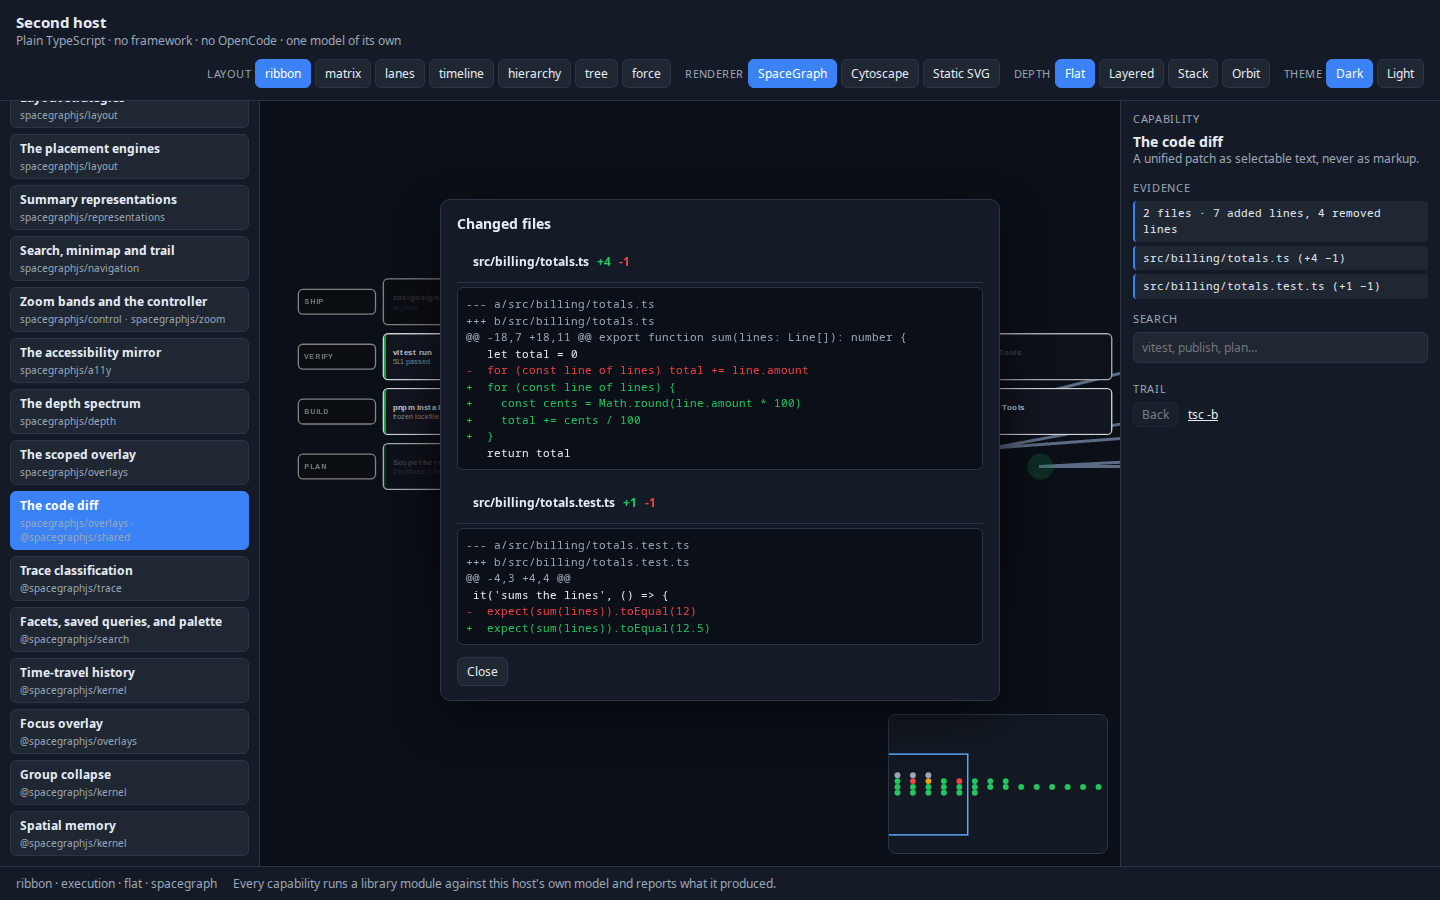 Second host
Plain TypeScript · no framework · no OpenCode · one model of its own
LAYOUT ribbon matrix lanes timeline hierarchy tree force RENDERER SpaceGraph Cytoscape Static SVG DEPTH Flat Layered Stack Orbit THEME Dark Light
Layout strategies
spacegraphjs/layout
The placement engines
spacegraphjs/layout
Summary representations
spacegraphjs/representations
Search, minimap and trail
spacegraphjs/navigation
Zoom bands and the controller
spacegraphjs/control · spacegraphjs/zoom
The accessibility mirror
spacegraphjs/a11y
The depth spectrum
spacegraphjs/depth
The scoped overlay
spacegraphjs/overlays
The code diff
spacegraphjs/overlays ·
@spacegraphjs/shared
Trace classification
@spacegraphjs/trace
Facets, saved queries, and palette
@spacegraphjs/search
Time-travel history
@spacegraphjs/kernel
Focus overlay
@spacegraphjs/overlays
Group collapse
@spacegraphjs/kernel
Spatial memory
@spacegraphjs/kernel
SHIP
cosign sign
keyless
VERIFY
vitest run
511 passed
BUILD
pnpm install
frozen lockfile
PLAN
Scope the
Tools
Tools
Changed files
src/billing/totals.ts +4 -1
--- a/src/billing/totals.ts
+++ b/src/billing/totals.ts
@@ -18,7 +18,11 @@ export function sum(lines: Line[]): number {
   let total = 0
-  for (const line of lines) total += line.amount
+  for (const line of lines) {
+    const cents = Math.round(line.amount * 100)
+    total += cents / 100
+  }
   return total
src/billing/totals.test.ts +1 -1
--- a/src/billing/totals.test.ts
+++ b/src/billing/totals.test.ts
@@ -4,3 +4,4 @@
 it('sums the lines', () => {
-  expect(sum(lines)).toEqual(12)
+  expect(sum(lines)).toEqual(12.5)
Close
CAPABILITY
The code diff
A unified patch as selectable text, never as markup.
EVIDENCE
2 files · 7 added lines, 4 removed
lines
src/billing/totals.ts (+4 −1)
src/billing/totals.test.ts (+1 −1)
SEARCH
vitest, publish, plan…
TRAIL
Back tsc -b
ribbon · execution · flat · spacegraph Every capability runs a library module against this host's own model and reports what it produced.